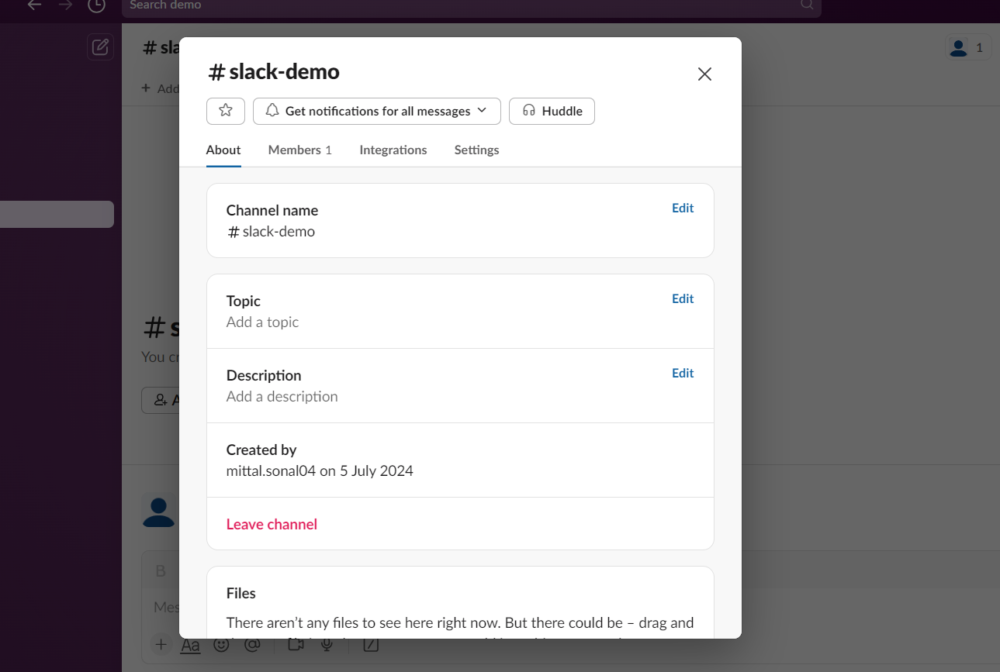 Search demo
# sla
1
+ Add
# slack-demo
Get notifications for all messages
Huddle
About
Members 1
Integrations
Settings
Channel name
Edit
# slack-demo
Topic
Edit
Add a topic
Description
Edit
Add a description
# s
You cr
A
Created by
mittal.sonal04 on 5 July 2024
Leave channel
B
Files
Mes
There aren’t any files to see here right now. But there could be – drag and
Aa